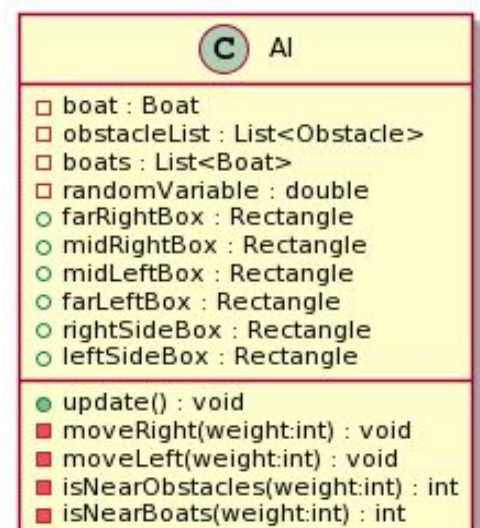 C AI
boat : Boat
obstacleList : List<Obstacle>
boats : List<Boat>
randomVariable : double
farRightBox : Rectangle
midRightBox : Rectangle
midLeftBox : Rectangle
farLeftBox : Rectangle
rightSideBox : Rectangle
leftSideBox : Rectangle
update() : void
moveRight(weight:int) : void
moveLeft(weight:int) : void
isNearObstacles(weight:int) : int
isNearBoats(weight:int) : int